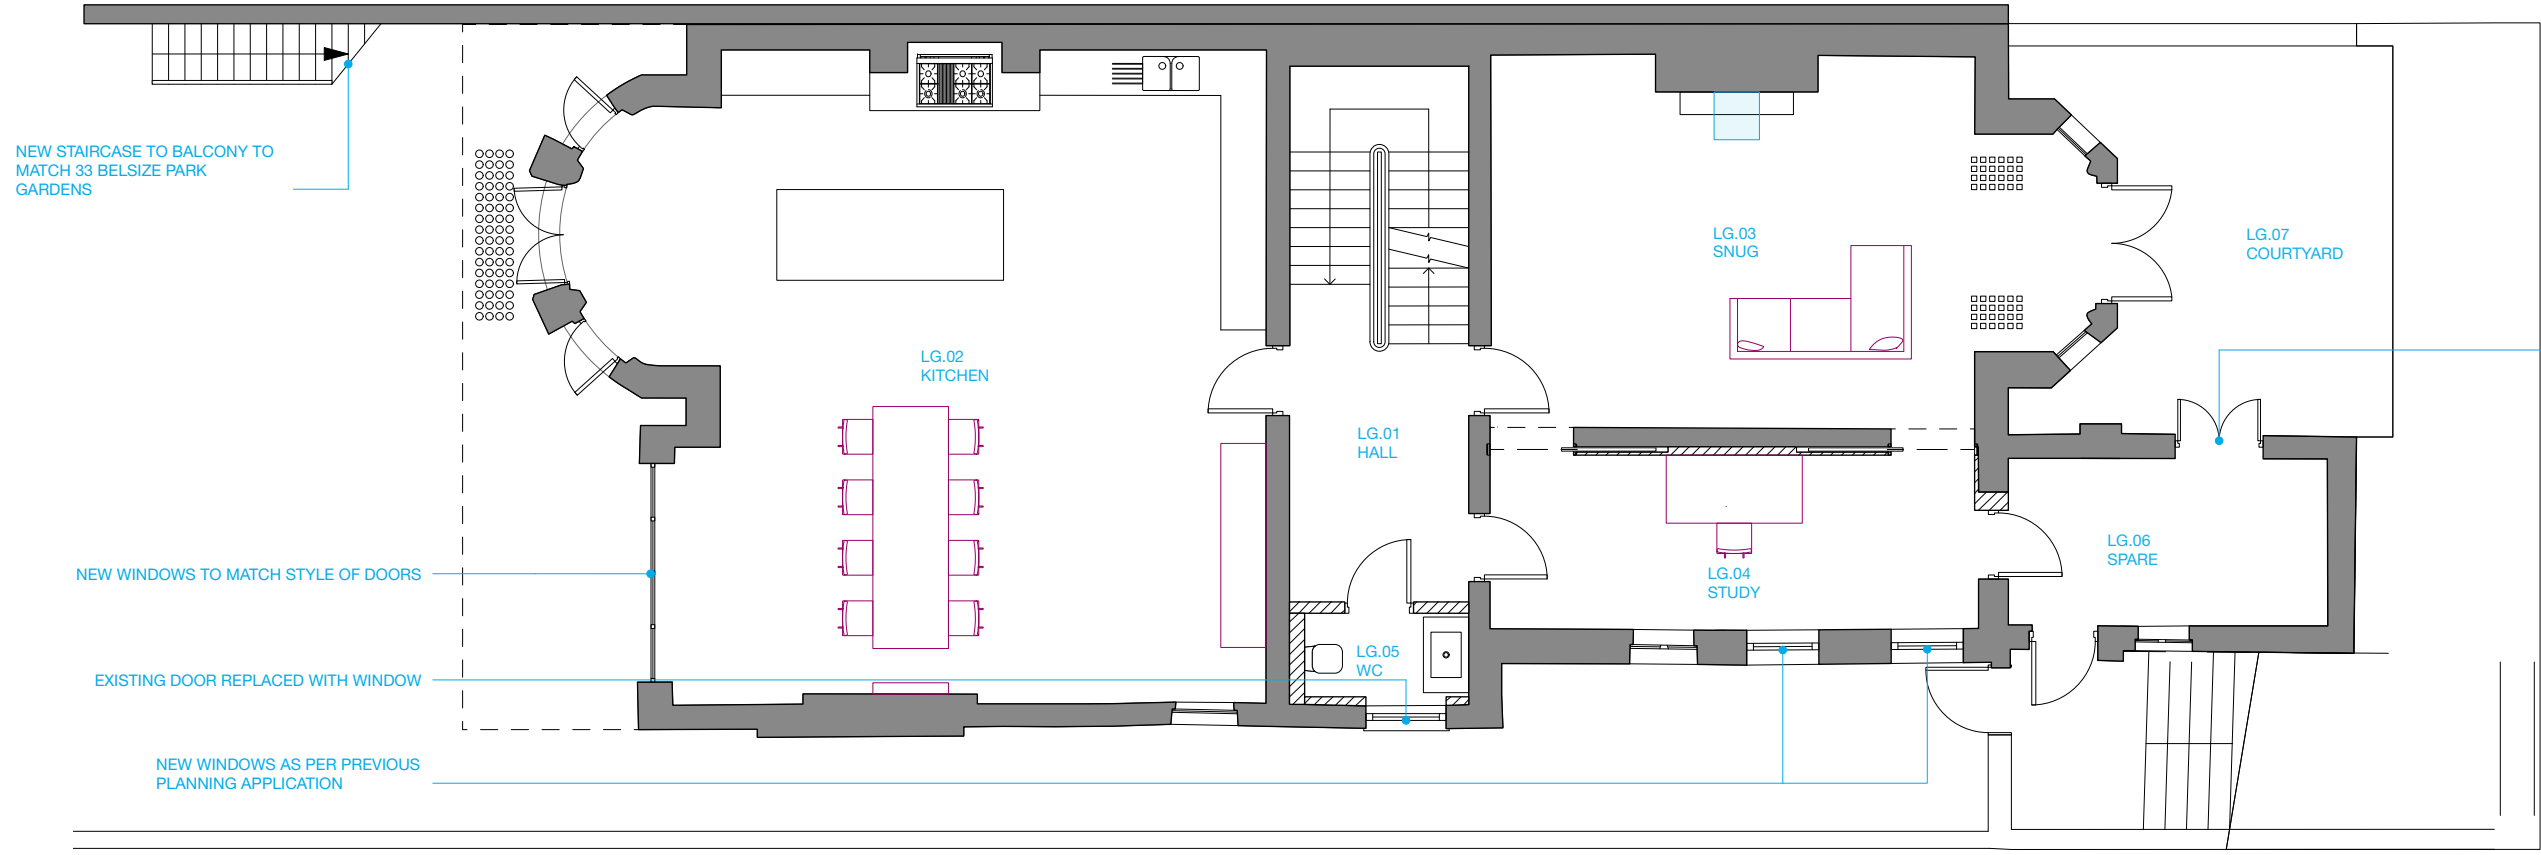 NEW STAIRCASE TO BALCONY TO
MATCH 33 BELSIZE PARK
GARDENS
LG.03
SNUG
LG.07
COURTYARD
LG.02
KITCHEN
LG.01
HALL
LG.06
SPARE
LG.04
STUDY
NEW WINDOWS TO MATCH STYLE OF DOORS
LG.05
WC
EXISTING DOOR REPLACED WITH WINDOW
NEW WINDOWS AS PER PREVIOUS
PLANNING APPLICATION